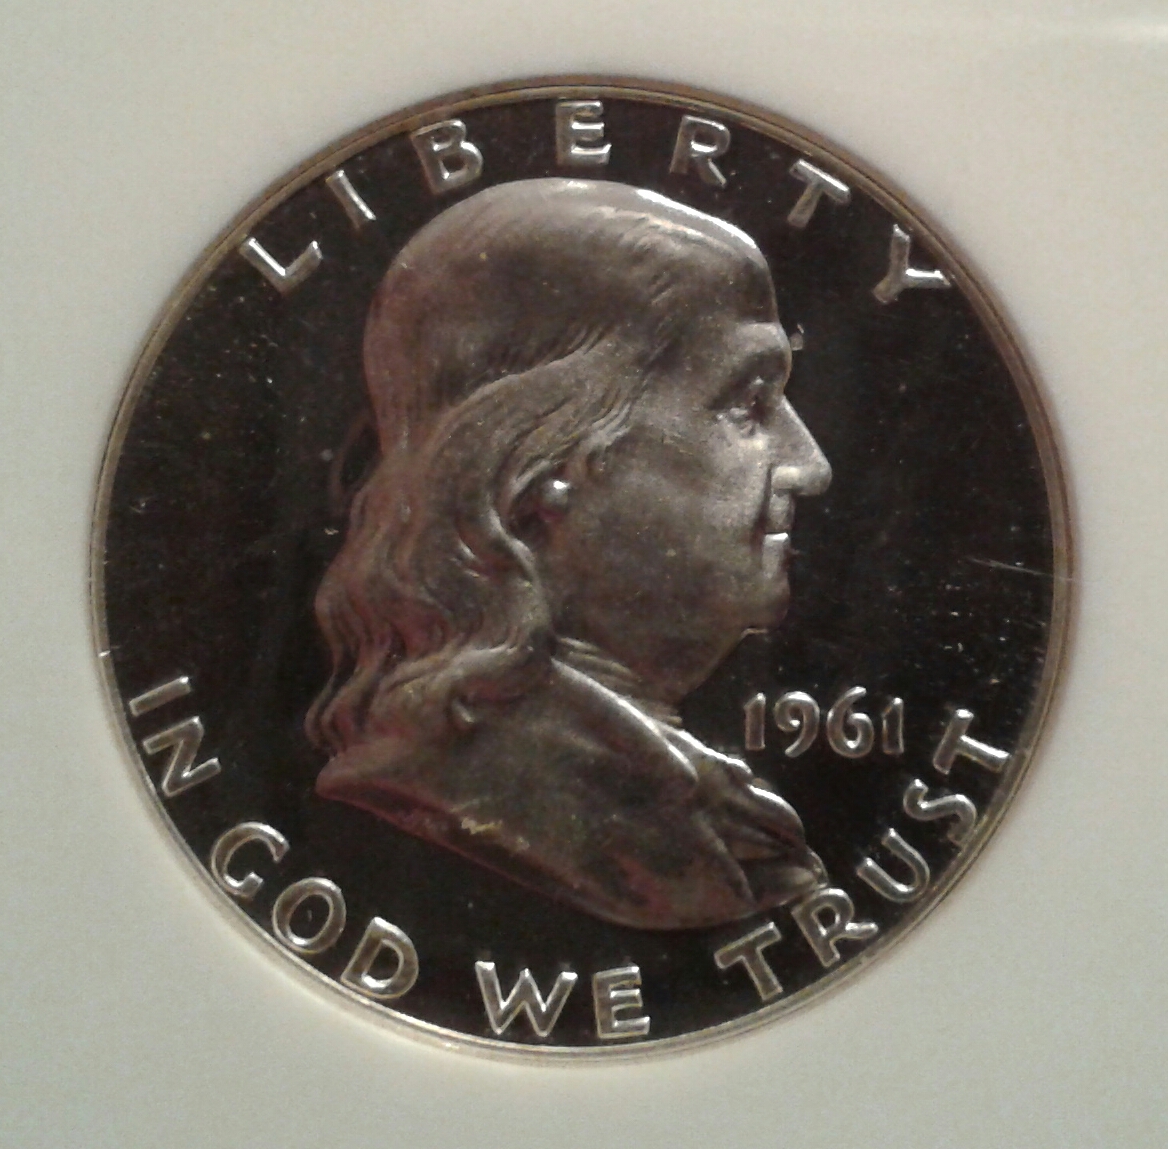 LIBERTY
1961
IN GOD WE TRUST